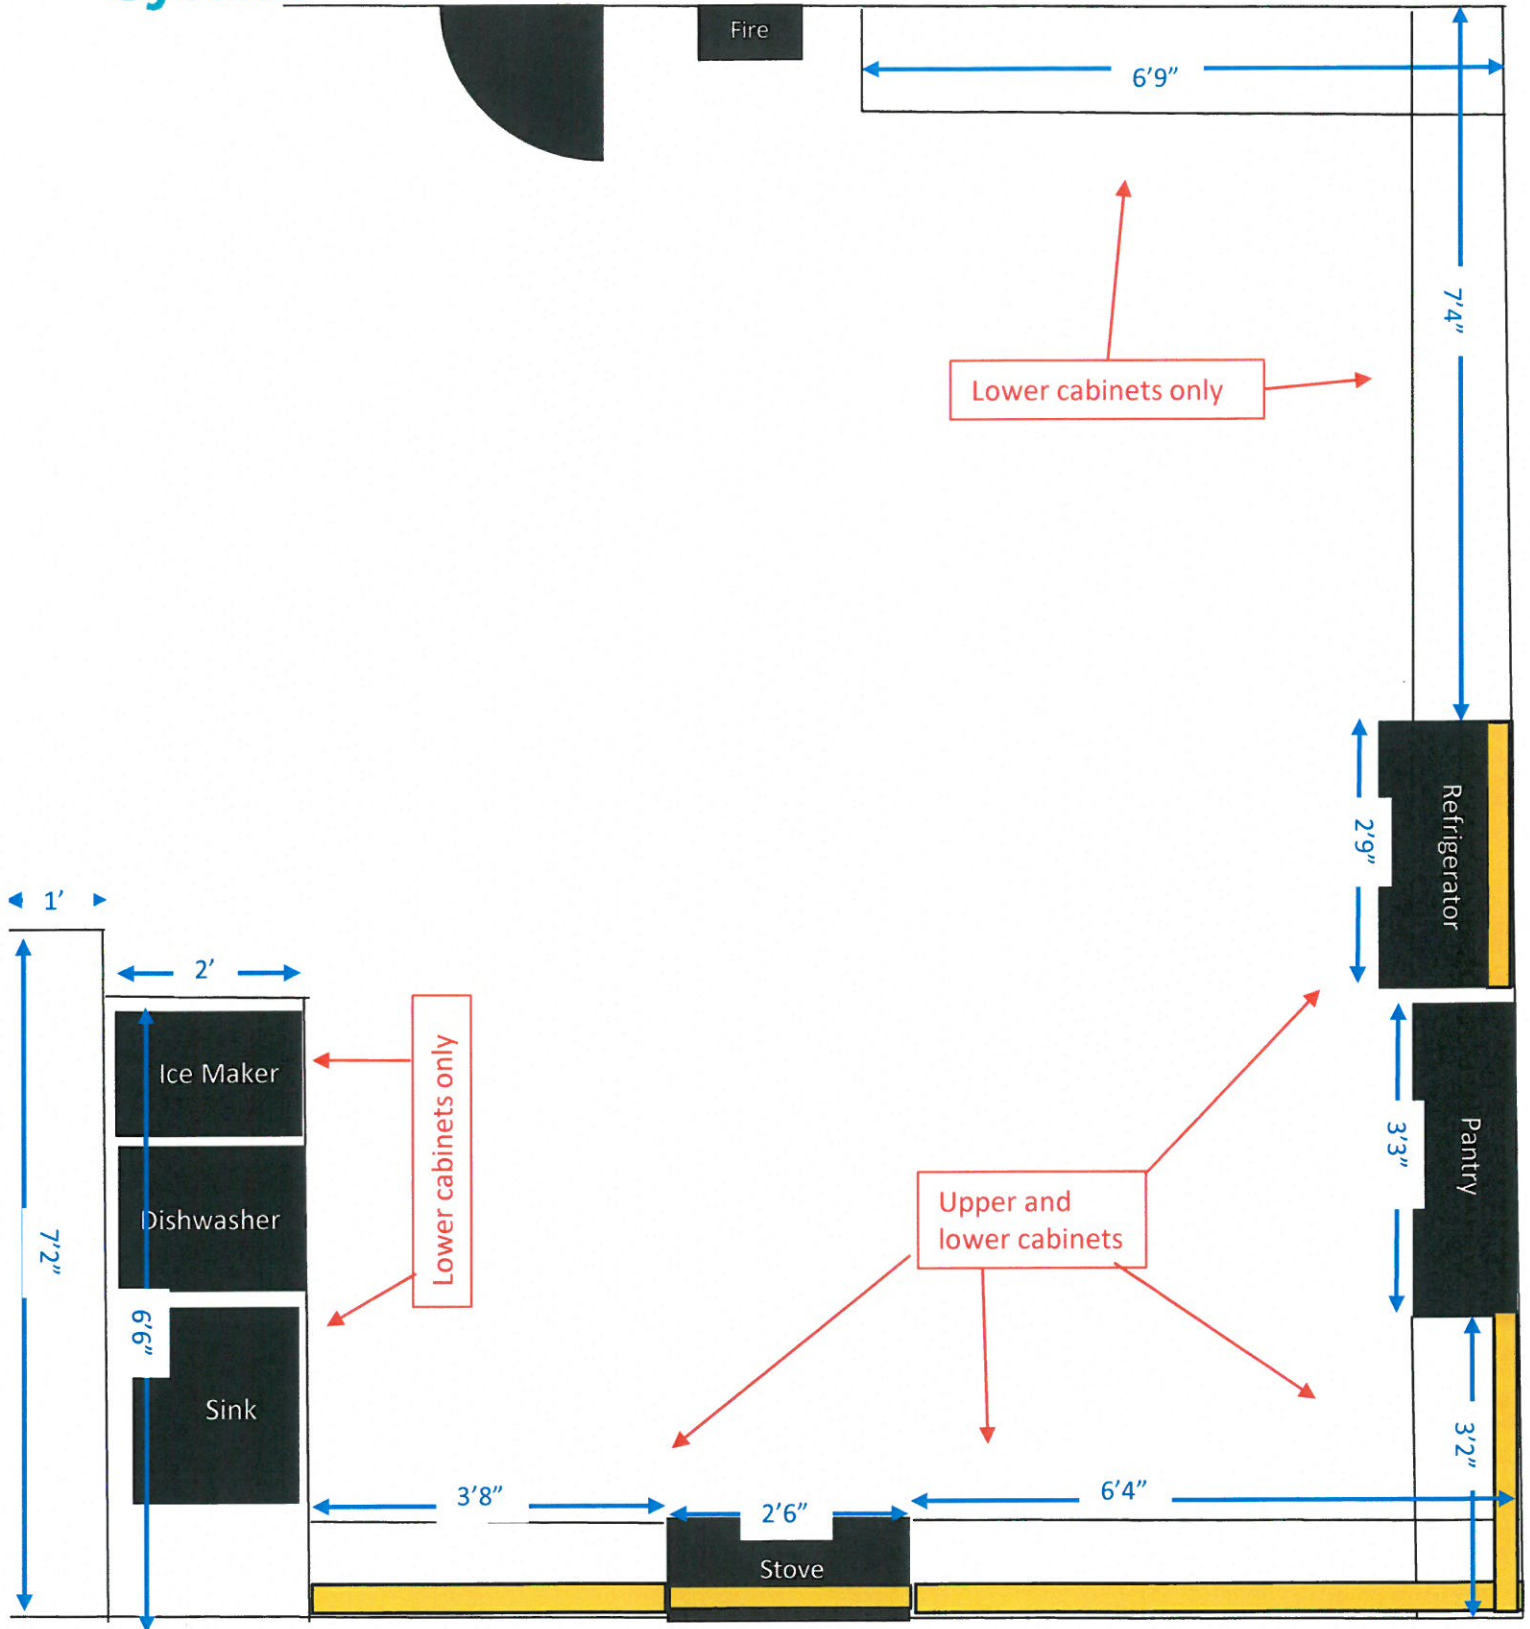 Fire
6'9”
7'4”
Lower cabinets only
Refrigerator
2'9”
1'
2'
Ice Maker
Lower cabinets only
Pantry
3'3”
Upper and
lower cabinets
Dishwasher
7'2”
6'6”
Sink
3'2”
3'8”
2'6”
6'4”
Stove